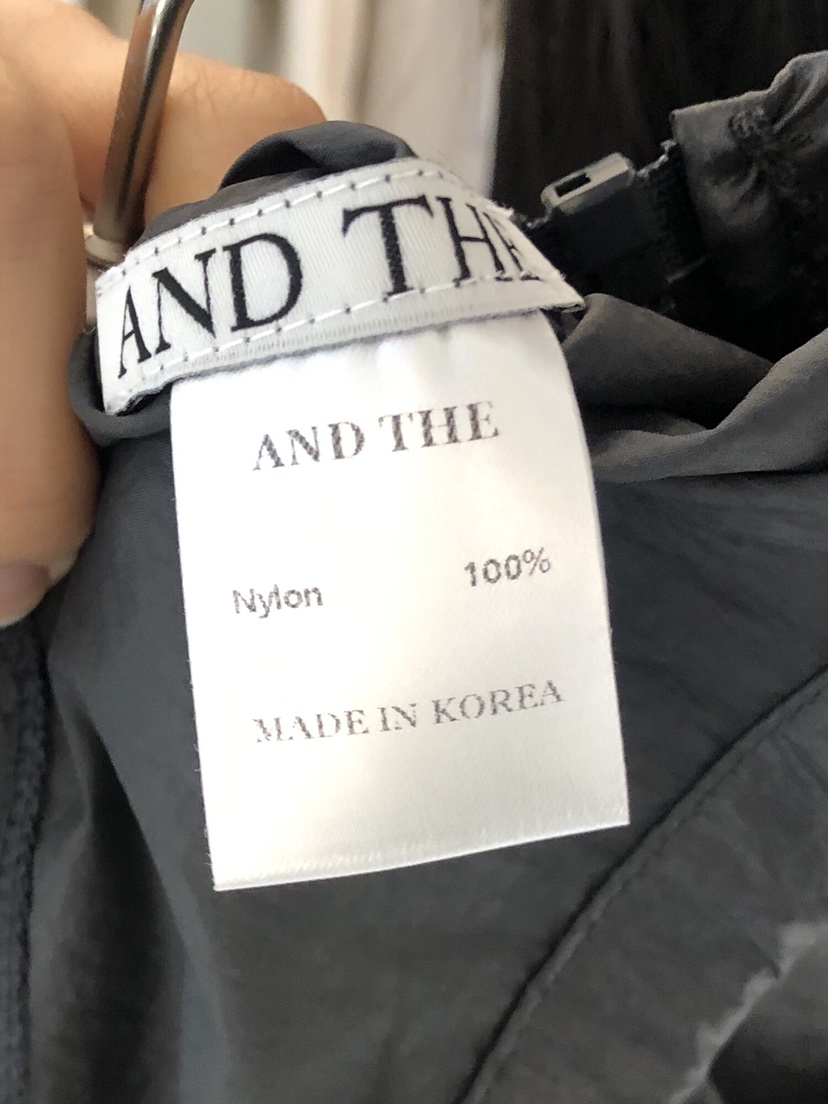 AND THE
AND THE
Nylon 100%
MADE IN KOREA